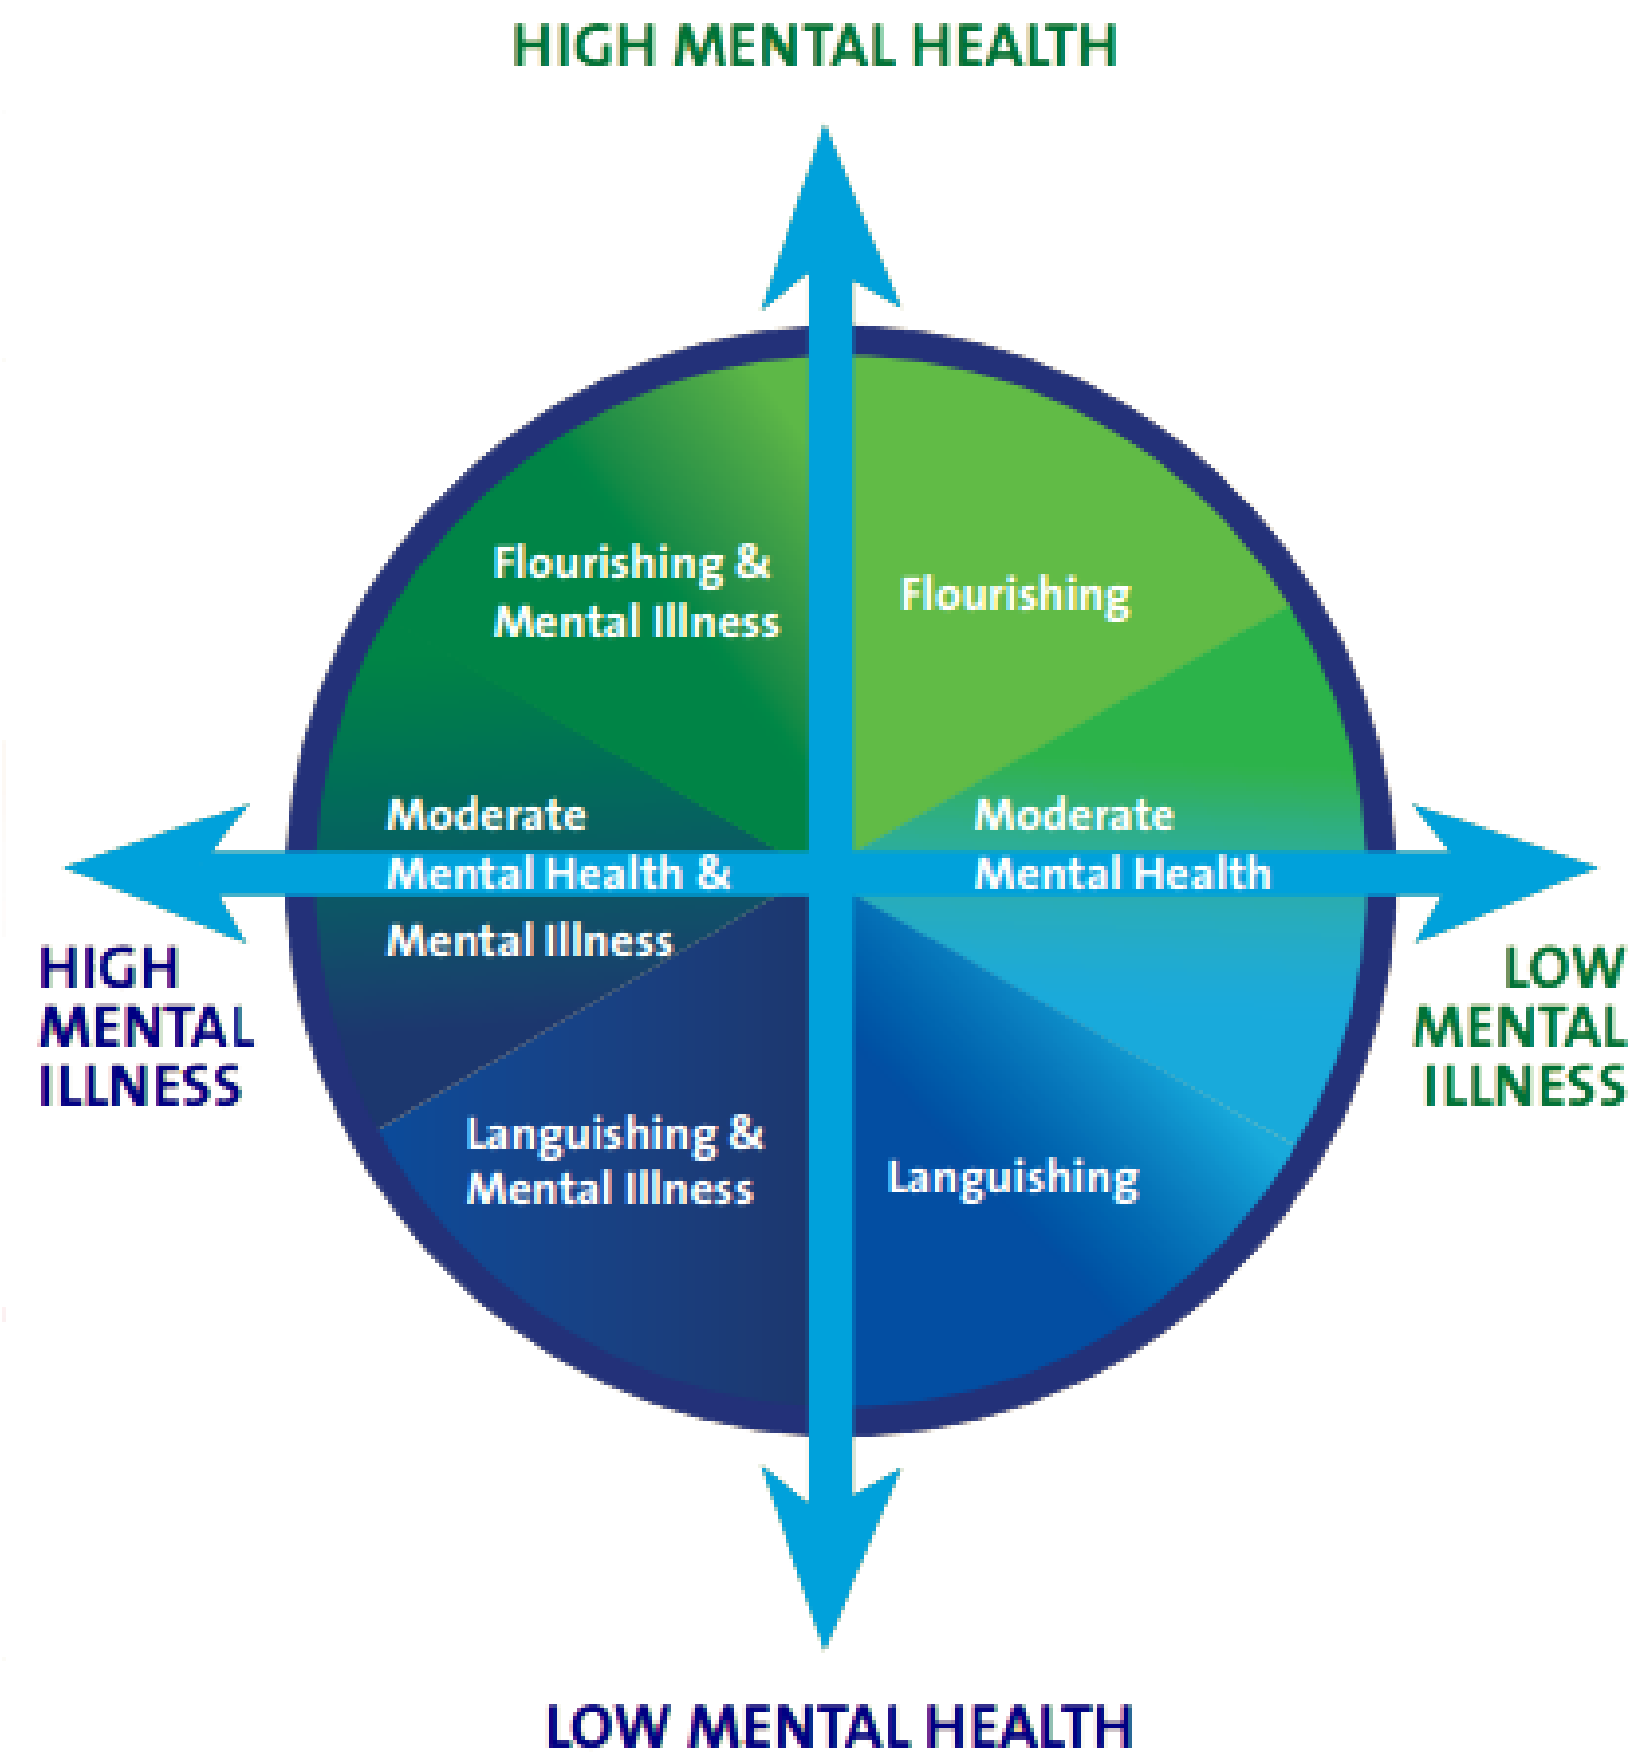 HIGH MENTAL HEALTH
Flourishing &
Mental Illness
Flourishing
Moderate
Mental Health &
Mental Illness
Moderate
Mental Health
HIGH
MENTAL
ILLNESS
LOW
MENTAL
ILLNESS
Languishing &
Mental Illness
Languishing
LOW MENTAL HEALTH